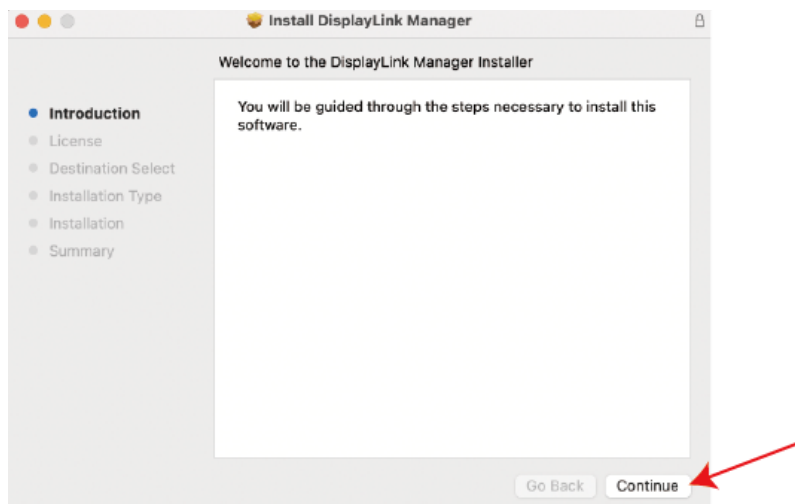 Install DisplayLink Manager
Welcome to the DisplayLink Manager Installer
Introduction
License
Destination Select
Installation Type
Installation
Summary
You will be guided through the steps necessary to install this
software.
Go Back
Continue